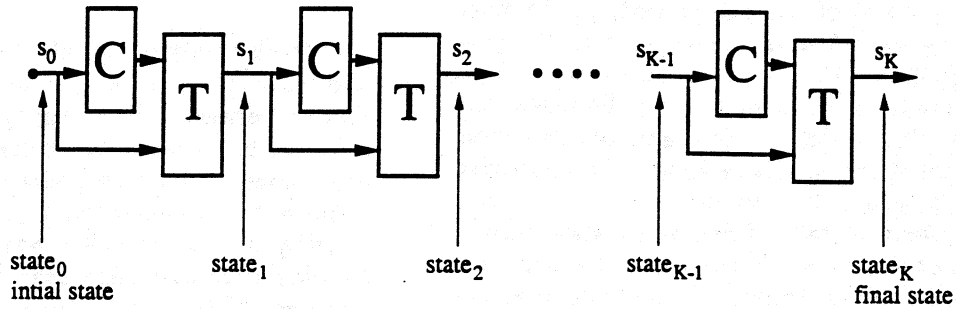 s0 C T s1 C T s2 sK-1 C T sK
state0 state1 state2 stateK-1 stateK
intial state final state